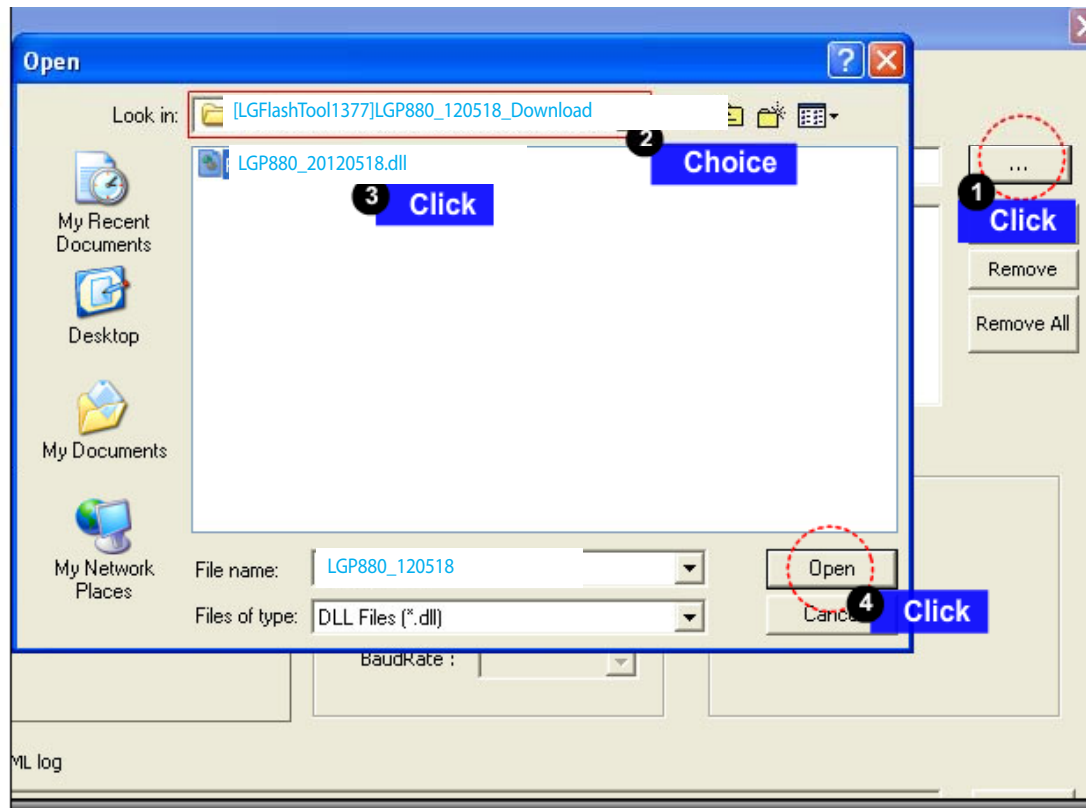 Open
Look in:
[LGFlashTool1377]LGP880_120518_Download
2
Choice
LGP880_20120518.dll
3
Click
...
1
Click
My Recent
Documents
Remove
Desktop
Remove All
My Documents
My Network
Places
File name:
LGP880_120518
Open
Files of type:
DLL Files (*.dll)
4
Click
BaudRate :
ML log